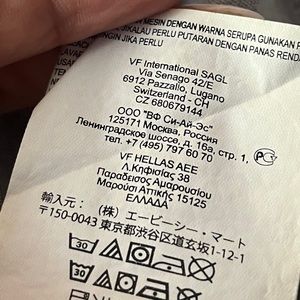 MESIN DENGAN WARNA SERUPA GUNAKAN
JIKA PERLU PUTARAN DENGAN PANAS RENDA
JIKA PERLU
VF International SAGL
Via Senago 42/E
6912 Pazzallo, Lugano
Switzerland - CH
CZ 680679144
ООО "Вф Си-Ай-Эс"
125171 Москва, Россия
Ленинградское шоссе, д. 16а, стр. 1,
тел. +7 (495) 797 60 70
VF HELLAS AEE
Λ.Κηφισίας 38
Παράδεισος Αμαρουσίου
Μαρούσι Αττικής 15125
ΕΛΛΑΔΑ
輸入元: (株) エービーシー・マート
〒150-0043 東京都渋谷区道玄坂1-12-1
30
30